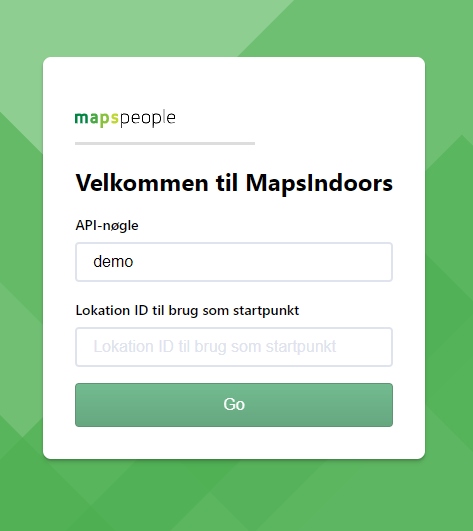 mapspeople
Velkommen til MapsIndoors
API-nøgle
demo
Lokation ID til brug som startpunkt
Lokation ID til brug som startpunkt
Go